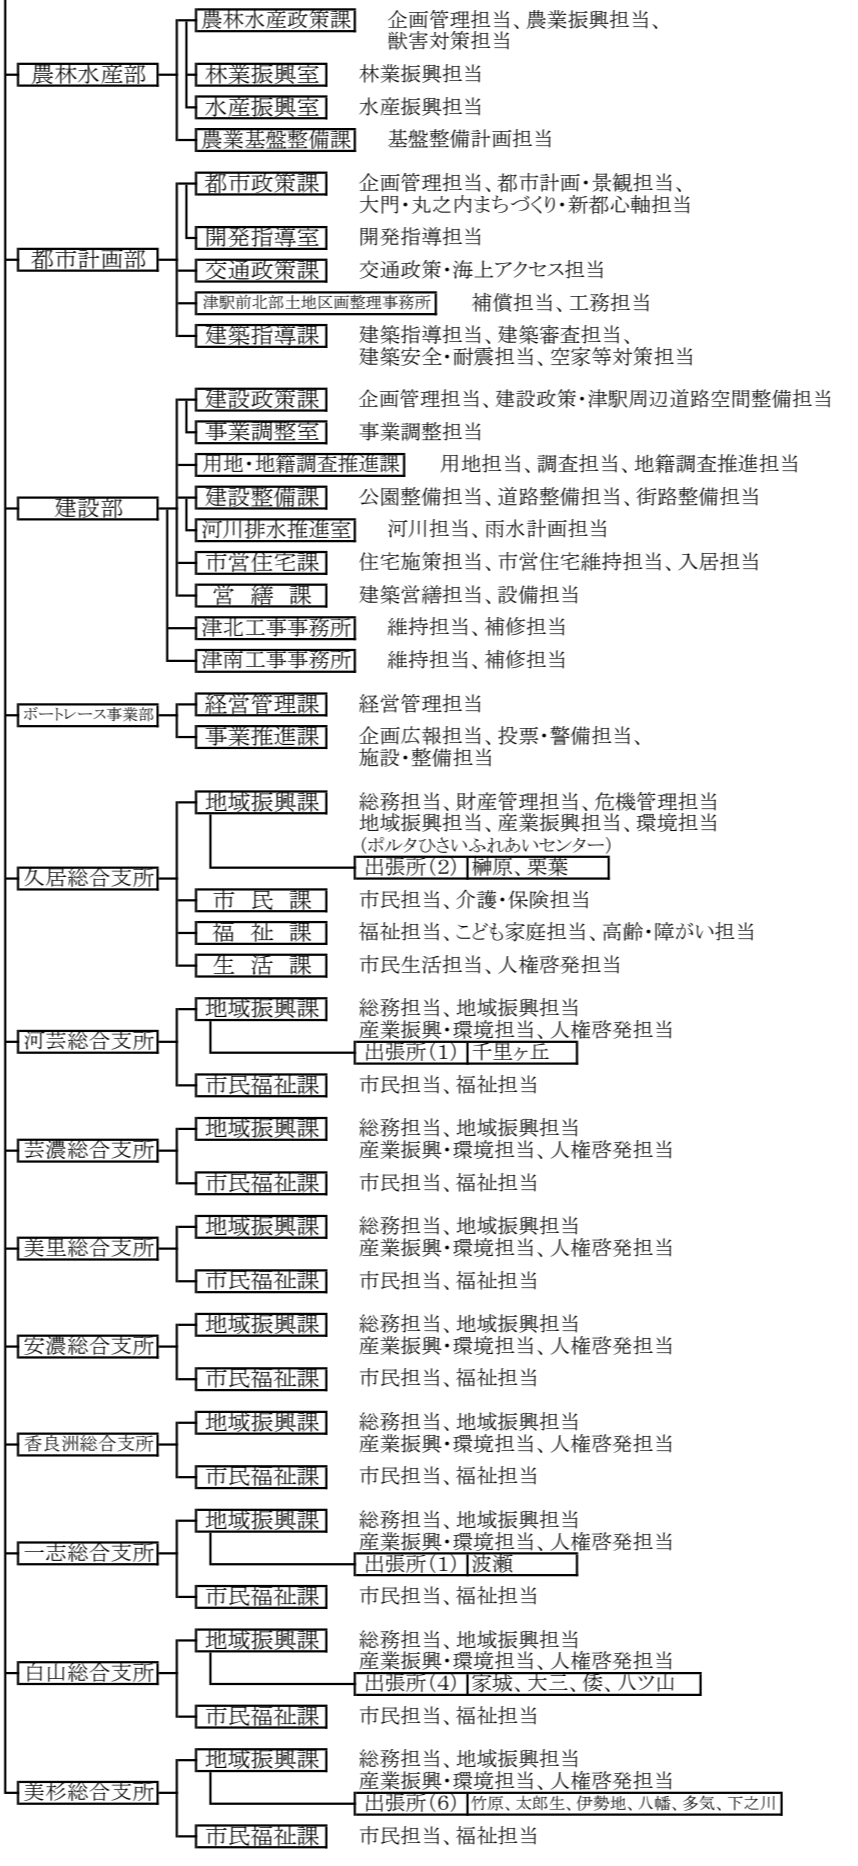 農林水産部
農林水産政策課 企画管理担当、農業振興担当、
獣害対策担当
林業振興室 林業振興担当
水産振興室 水産振興担当
農業基盤整備課 基盤整備計画担当
都市計画部
都市政策課 企画管理担当、都市計画・景観担当、
大門・丸之内まちづくり・新都心軸担当
開発指導室 開発指導担当
交通政策課 交通政策・海上アクセス担当
津駅前北部土地区画整理事務所 補償担当、工務担当
建築指導課 建築指導担当、建築審査担当、
建築安全・耐震担当、空家等対策担当
建設部
建設政策課 企画管理担当、建設政策・津駅周辺道路空間整備担当
事業調整室 事業調整担当
用地・地籍調査推進課 用地担当、調査担当、地籍調査推進担当
建設整備課 公園整備担当、道路整備担当、街路整備担当
河川排水推進室 河川担当、雨水計画担当
市営住宅課 住宅施策担当、市営住宅維持担当、入居担当
営繕課 建築営繕担当、設備担当
津北工事事務所 維持担当、補修担当
津南工事事務所 維持担当、補修担当
ボートレース事業部
経営管理課 経営管理担当
事業推進課 企画広報担当、投票・警備担当、
施設・整備担当
久居総合支所
地域振興課 総務担当、財産管理担当、危機管理担当
地域振興担当、産業振興担当、環境担当
(ポルタひさいふれあいセンター)
出張所(2) 榊原、栗葉
市民課 市民担当、介護・保険担当
福祉課 福祉担当、こども家庭担当、高齢・障がい担当
生活課 市民生活担当、人権啓発担当
河芸総合支所
地域振興課 総務担当、地域振興担当
産業振興・環境担当、人権啓発担当
出張所(1) 千里ヶ丘
市民福祉課 市民担当、福祉担当
芸濃総合支所
地域振興課 総務担当、地域振興担当
産業振興・環境担当、人権啓発担当
市民福祉課 市民担当、福祉担当
美里総合支所
地域振興課 総務担当、地域振興担当
産業振興・環境担当、人権啓発担当
市民福祉課 市民担当、福祉担当
安濃総合支所
地域振興課 総務担当、地域振興担当
産業振興・環境担当、人権啓発担当
市民福祉課 市民担当、福祉担当
香良洲総合支所
地域振興課 総務担当、地域振興担当
産業振興・環境担当、人権啓発担当
市民福祉課 市民担当、福祉担当
一志総合支所
地域振興課 総務担当、地域振興担当
産業振興・環境担当、人権啓発担当
出張所(1) 波瀬
市民福祉課 市民担当、福祉担当
白山総合支所
地域振興課 総務担当、地域振興担当
産業振興・環境担当、人権啓発担当
出張所(4) 家城、大三、倭、八ツ山
市民福祉課 市民担当、福祉担当
美杉総合支所
地域振興課 総務担当、地域振興担当
産業振興・環境担当、人権啓発担当
出張所(6) 竹原、太郎生、伊勢地、八幡、多気、下之川
市民福祉課 市民担当、福祉担当